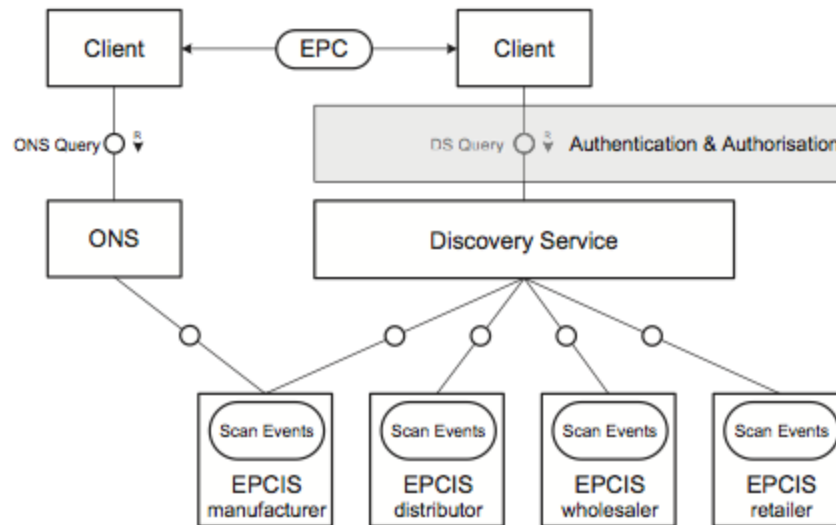 Client
EPC
Client
ONS Query
R
DS Query
R
Authentication & Authorisation
ONS
Discovery Service
Scan Events
EPCIS
manufacturer
Scan Events
EPCIS
distributor
Scan Events
EPCIS
wholesaler
Scan Events
EPCIS
retailer